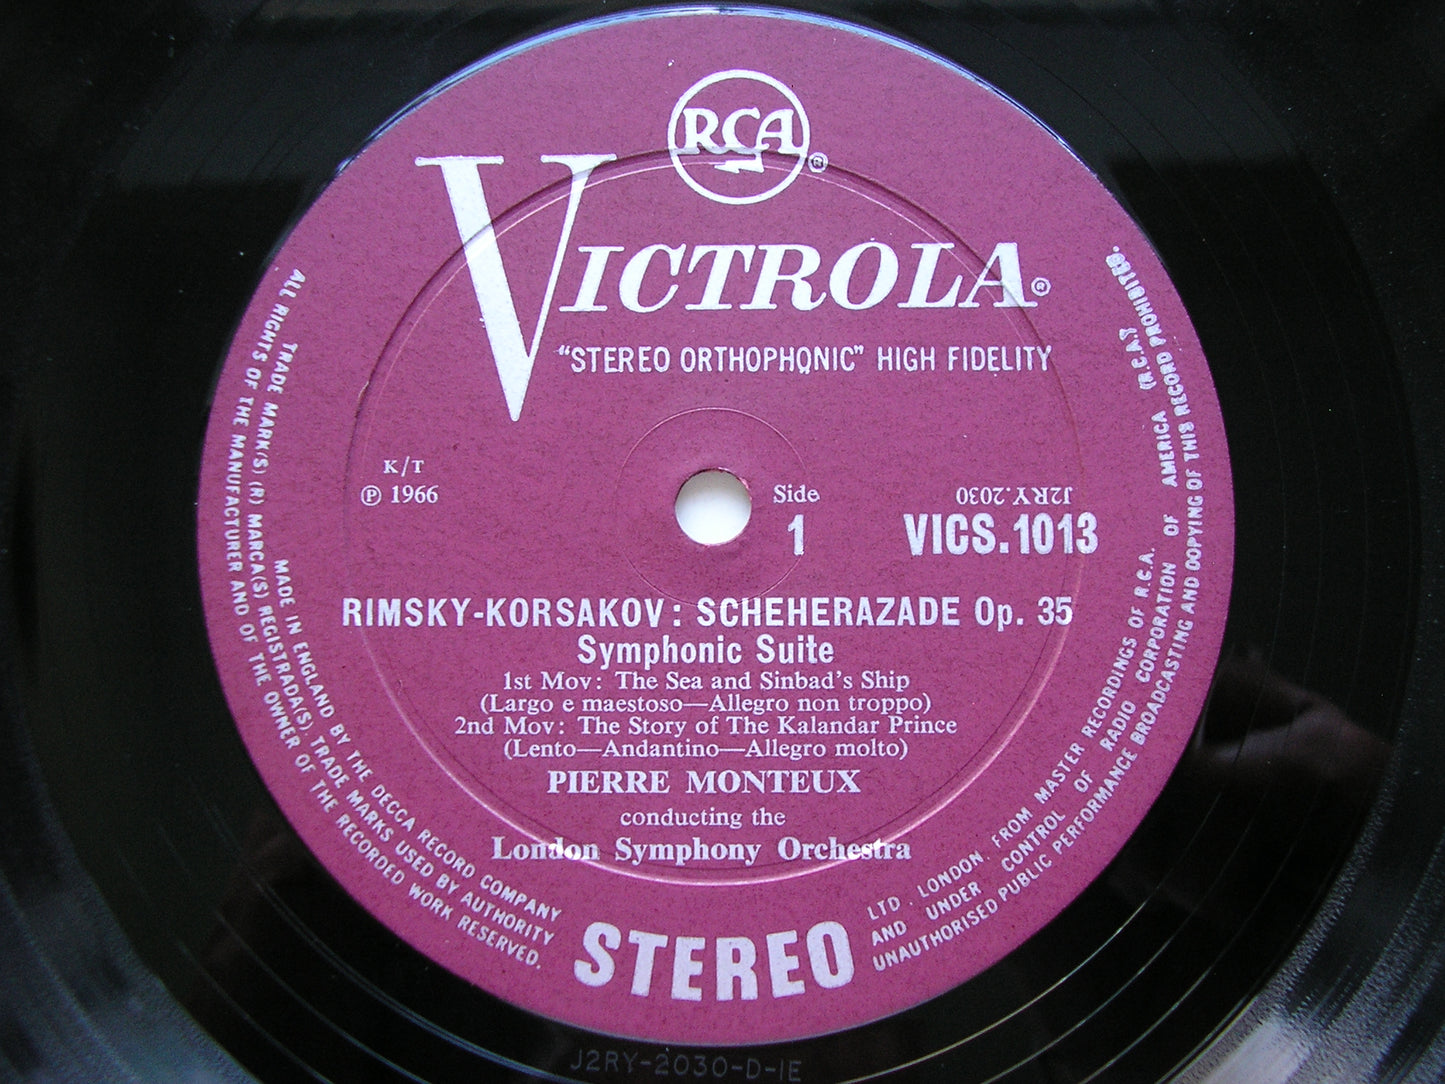 RCA
®
VICTROLA®
"STEREO ORTHOPHONIC" HIGH FIDELITY
K/T
℗ 1966
Side
1
J2RY.2030
VICS.1013
RIMSKY-KORSAKOV: SCHEHERAZADE Op. 35
Symphonic Suite
1st Mov: The Sea and Sinbad's Ship
(Largo e maestoso—Allegro non troppo)
2nd Mov: The Story of The Kalandar Prince
(Lento—Andantino—Allegro molto)
PIERRE MONTEUX
conducting the
London Symphony Orchestra
STEREO
MADE IN ENGLAND BY THE DECCA RECORD COMPANY LTD. LONDON. FROM MASTER RECORDINGS OF R.C.A.
TRADE MARK(S) (R) MARCA(S) REGISTRADA(S). TRADE MARKS USED BY AUTHORITY AND UNDER CONTROL OF RADIO CORPORATION OF AMERICA (R.C.A.)
ALL RIGHTS OF THE MANUFACTURER AND OF THE OWNER OF THE RECORDED WORK RESERVED. UNAUTHORISED PUBLIC PERFORMANCE BROADCASTING AND COPYING OF THIS RECORD PROHIBITED.
J2RY-2030-D-1E